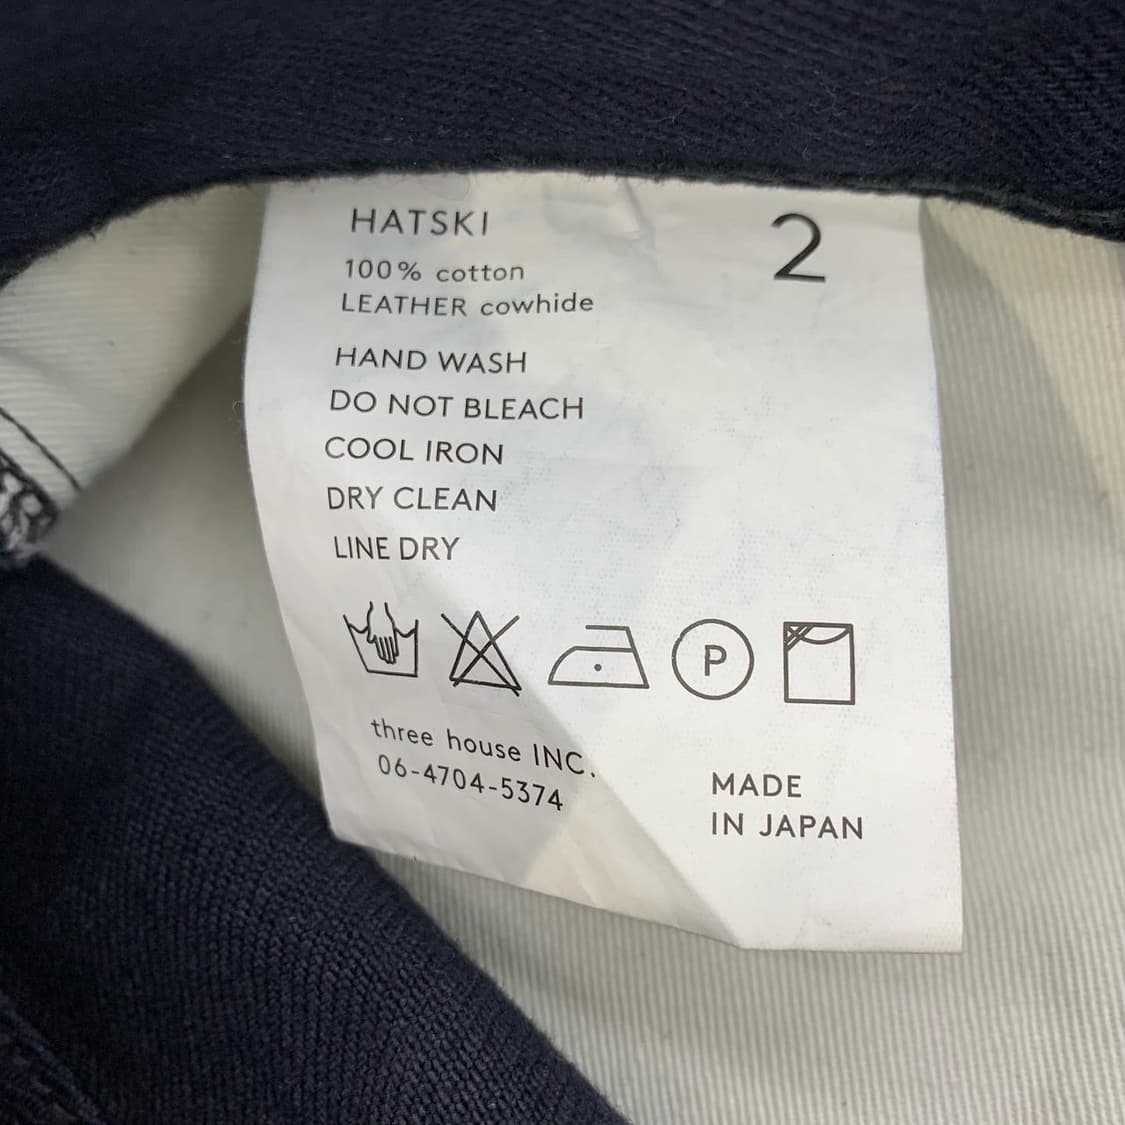 HATSKI
2
100% cotton
LEATHER cowhide
HAND WASH
DO NOT BLEACH
COOL IRON
DRY CLEAN
LINE DRY
P
three house INC.
06-4704-5374
MADE
IN JAPAN